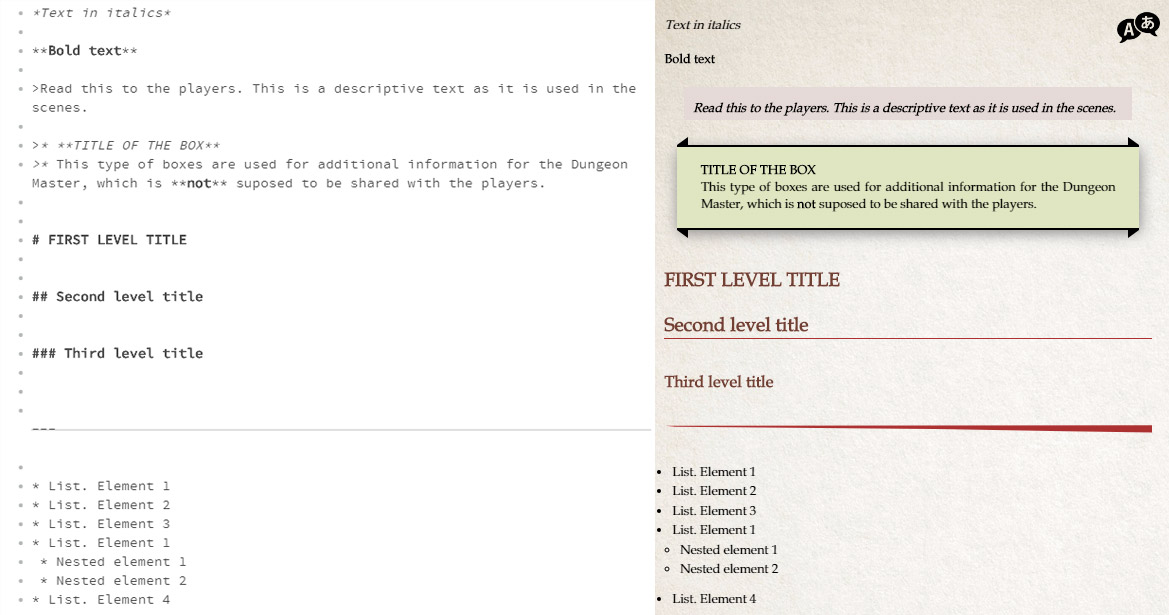 *Text in italics*
**Bold text**
>Read this to the players. This is a descriptive text as it is used in the
scenes.
>* **TITLE OF THE BOX**
>* This type of boxes are used for additional information for the Dungeon
Master, which is **not** suposed to be shared with the players.
# FIRST LEVEL TITLE
## Second level title
### Third level title
---
* List. Element 1
* List. Element 2
* List. Element 3
* List. Element 1
 * Nested element 1
 * Nested element 2
* List. Element 4
A あ
Text in italics
Bold text
Read this to the players. This is a descriptive text as it is used in the scenes.
TITLE OF THE BOX
This type of boxes are used for additional information for the Dungeon
Master, which is not suposed to be shared with the players.
FIRST LEVEL TITLE
Second level title
Third level title
• List. Element 1
• List. Element 2
• List. Element 3
• List. Element 1
◦ Nested element 1
◦ Nested element 2
• List. Element 4